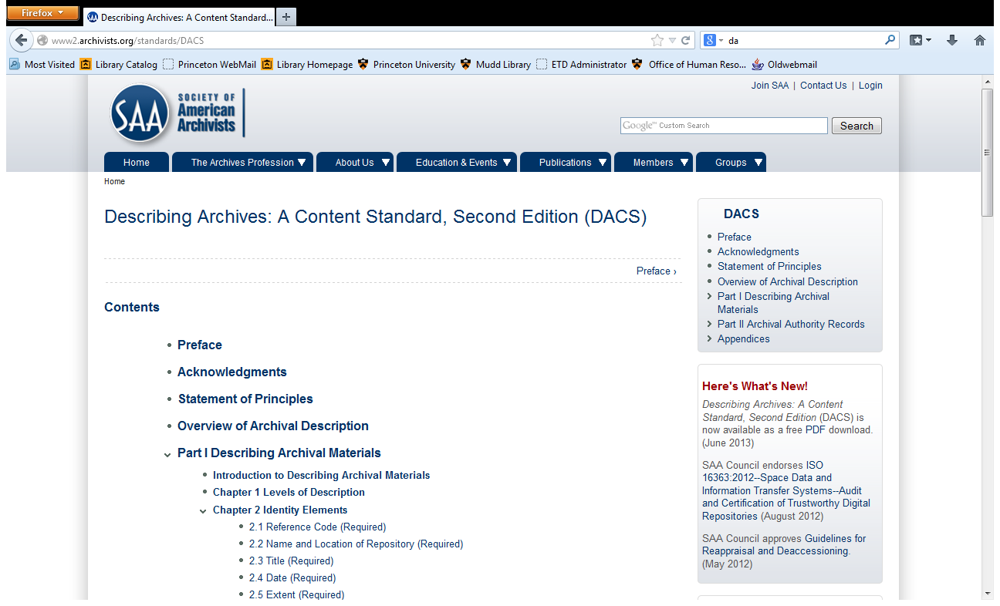 Firefox
Describing Archives: A Content Standard...
www2.archivists.org/standards/DACS
8
da
Most Visited Library Catalog Princeton WebMail Library Homepage Princeton University Mudd Library ETD Administrator Office of Human Reso... Oldwebmail
Join SAA | Contact Us | Login
SAA
SOCIETY OF
American
Archivists
Google™ Custom Search
Search
Home The Archives Profession About Us Education & Events Publications Members Groups
Home
Describing Archives: A Content Standard, Second Edition (DACS)
Preface ›
Contents
Preface
Acknowledgments
Statement of Principles
Overview of Archival Description
Part I Describing Archival Materials
Introduction to Describing Archival Materials
Chapter 1 Levels of Description
Chapter 2 Identity Elements
2.1 Reference Code (Required)
2.2 Name and Location of Repository (Required)
2.3 Title (Required)
2.4 Date (Required)
2.5 Extent (Required)
DACS
Preface
Acknowledgments
Statement of Principles
Overview of Archival Description
Part I Describing Archival
Materials
Part II Archival Authority Records
Appendices
Here's What's New!
Describing Archives: A Content
Standard, Second Edition (DACS) is
now available as a free PDF download.
(June 2013)
SAA Council endorses ISO
16363:2012--Space Data and
Information Transfer Systems--Audit
and Certification of Trustworthy Digital
Repositories (August 2012)
SAA Council approves Guidelines for
Reappraisal and Deaccessioning.
(May 2012)